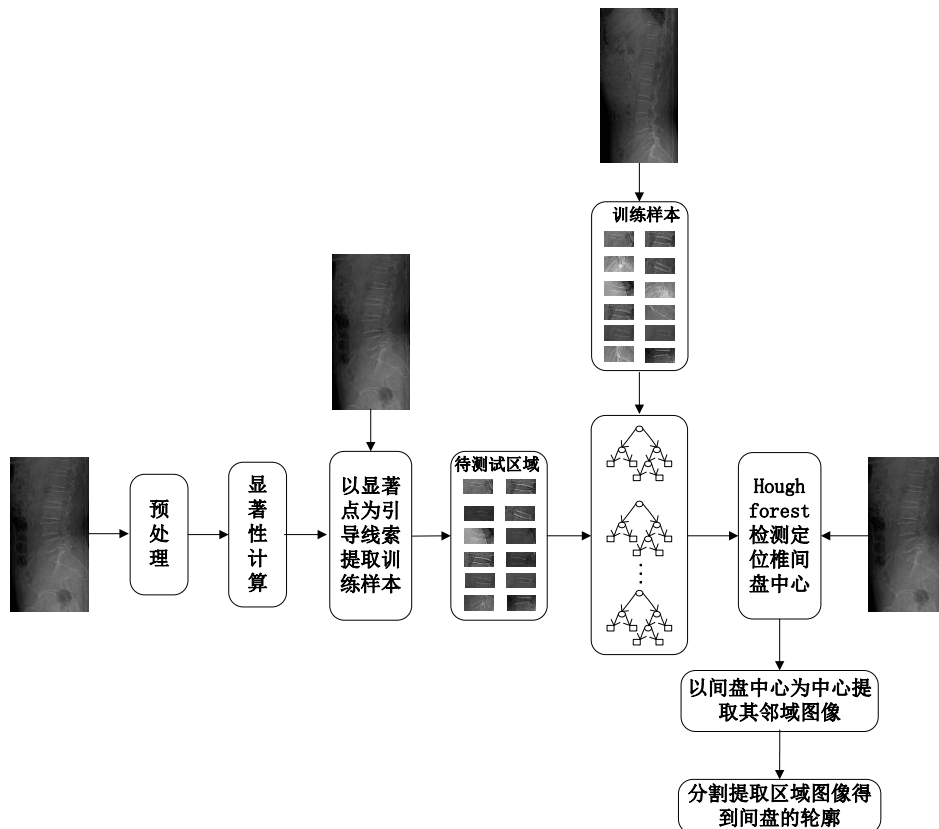 训练样本
预
处
理
显
著
性
计
算
以显著
点为引
导线索
提取训
练样本
待测试区域
Hough
forest
检测定
位椎间
盘中心
以间盘中心为中心提
取其邻域图像
分割提取区域图像得
到间盘的轮廓